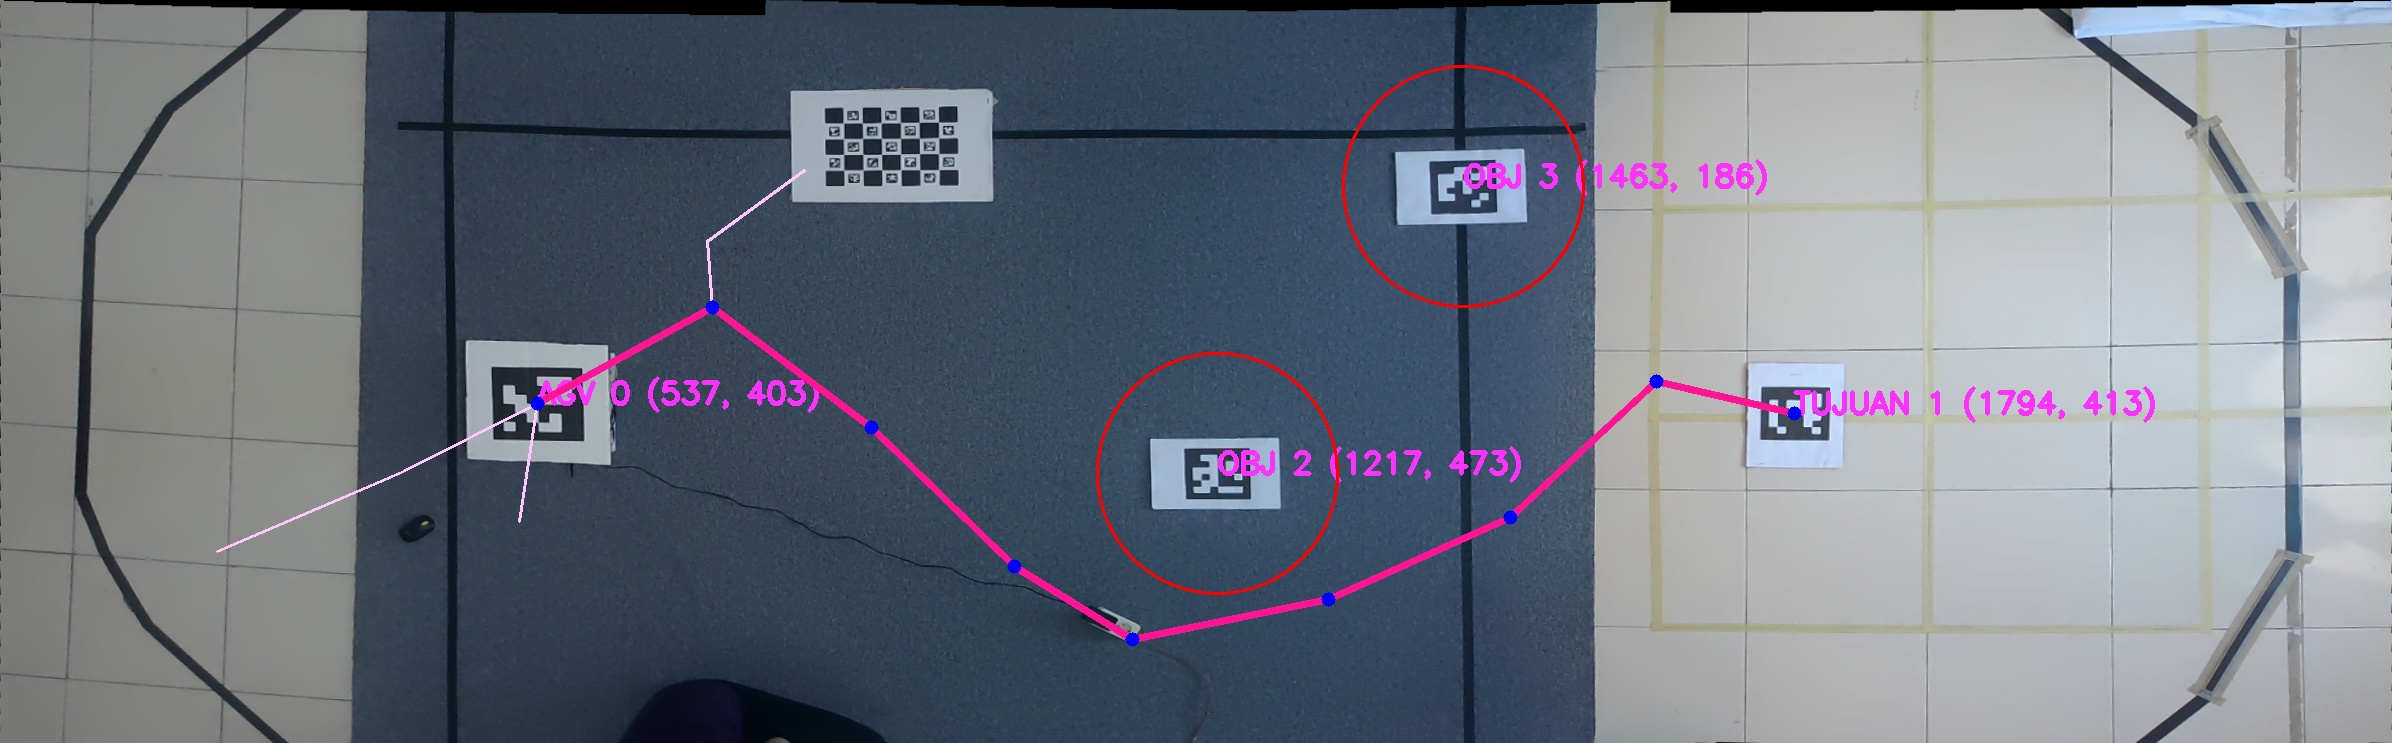 OBJ 3 (1463, 186)
AGV 0 (537, 403)
TUJUAN 1 (1794, 413)
OBJ 2 (1217, 473)